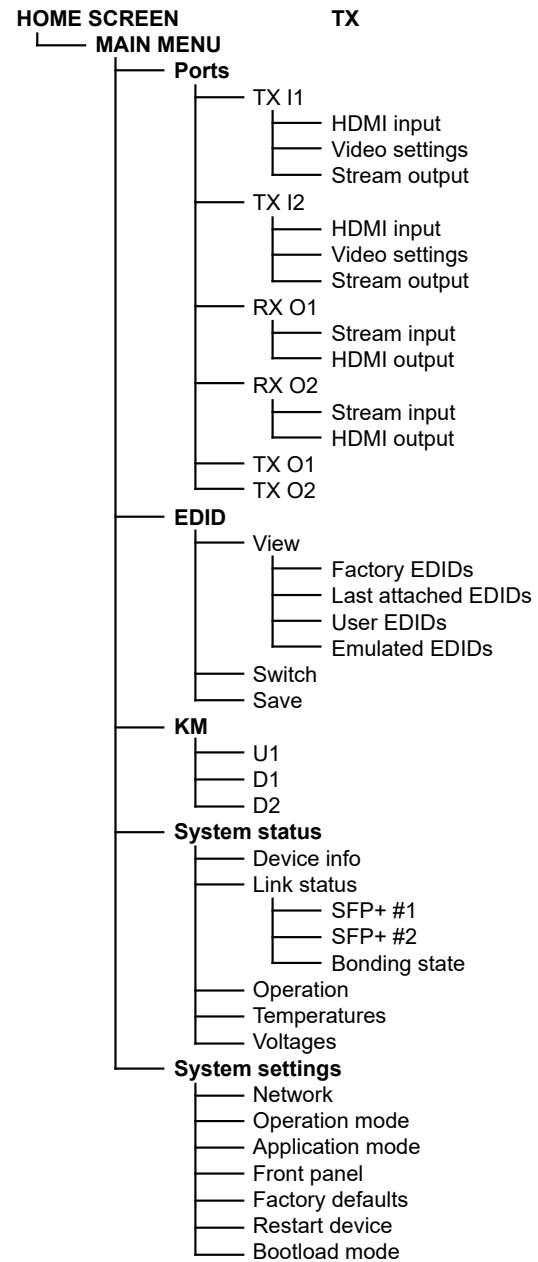 HOME SCREEN TX
MAIN MENU
Ports
TX I1
HDMI input
Video settings
Stream output
TX I2
HDMI input
Video settings
Stream output
RX O1
Stream input
HDMI output
RX O2
Stream input
HDMI output
TX O1
TX O2
EDID
View
Factory EDIDs
Last attached EDIDs
User EDIDs
Emulated EDIDs
Switch
Save
KM
U1
D1
D2
System status
Device info
Link status
SFP+ #1
SFP+ #2
Bonding state
Operation
Temperatures
Voltages
System settings
Network
Operation mode
Application mode
Front panel
Factory defaults
Restart device
Bootload mode